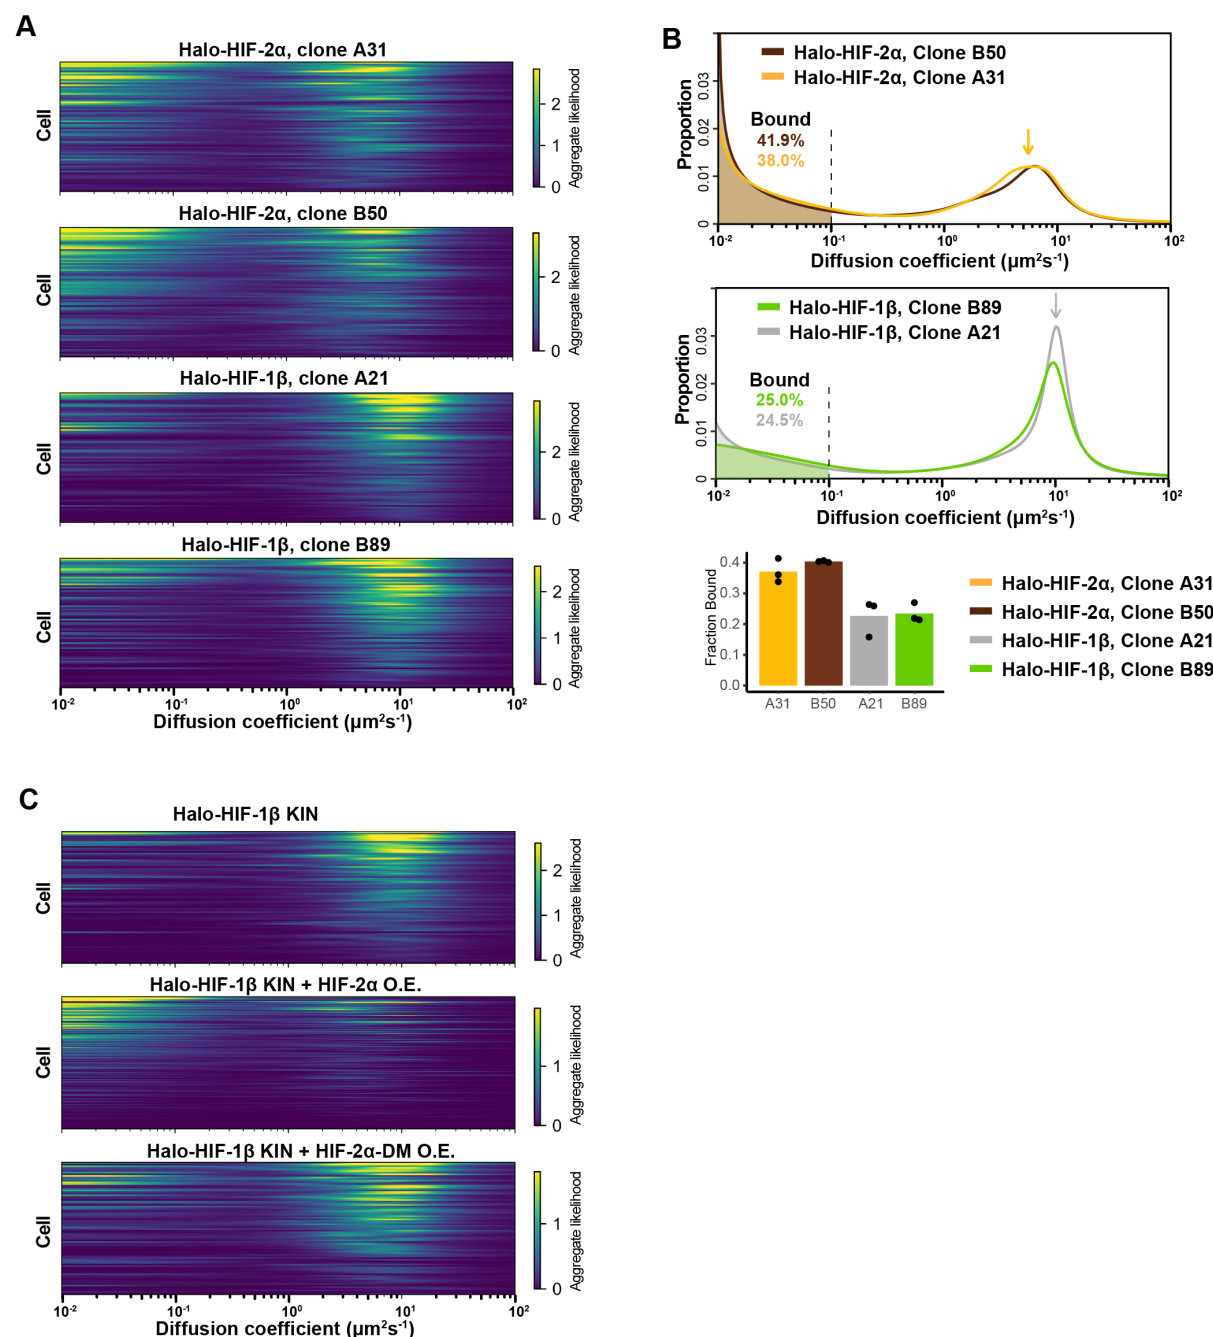 A
Halo-HIF-2α, clone A31
Cell
2
1
0
Aggregate likelihood
Halo-HIF-2α, clone B50
Cell
2
0
Aggregate likelihood
Halo-HIF-1β, clone A21
Cell
2
0
Aggregate likelihood
Halo-HIF-1β, clone B89
Cell
2
1
0
Aggregate likelihood
10⁻² 10⁻¹ 10⁰ 10¹ 10²
Diffusion coefficient (µm²s⁻¹)
B
Halo-HIF-2α, Clone B50
Halo-HIF-2α, Clone A31
Bound
41.9%
38.0%
Proportion
0.03
0.02
0.01
0
10⁻² 10⁻¹ 10⁰ 10¹ 10²
Diffusion coefficient (µm²s⁻¹)
Halo-HIF-1β, Clone B89
Halo-HIF-1β, Clone A21
Bound
25.0%
24.5%
Proportion
0.03
0.02
0.01
0
10⁻² 10⁻¹ 10⁰ 10¹ 10²
Diffusion coefficient (µm²s⁻¹)
Fraction Bound
0.4
0.3
0.2
0.1
0.0
A31 B50 A21 B89
Halo-HIF-2α, Clone A31
Halo-HIF-2α, Clone B50
Halo-HIF-1β, Clone A21
Halo-HIF-1β, Clone B89
C
Halo-HIF-1β KIN
Cell
2
1
0
Aggregate likelihood
Halo-HIF-1β KIN + HIF-2α O.E.
Cell
1
0
Aggregate likelihood
Halo-HIF-1β KIN + HIF-2α-DM O.E.
Cell
1
0
Aggregate likelihood
10⁻² 10⁻¹ 10⁰ 10¹ 10²
Diffusion coefficient (µm²s⁻¹)